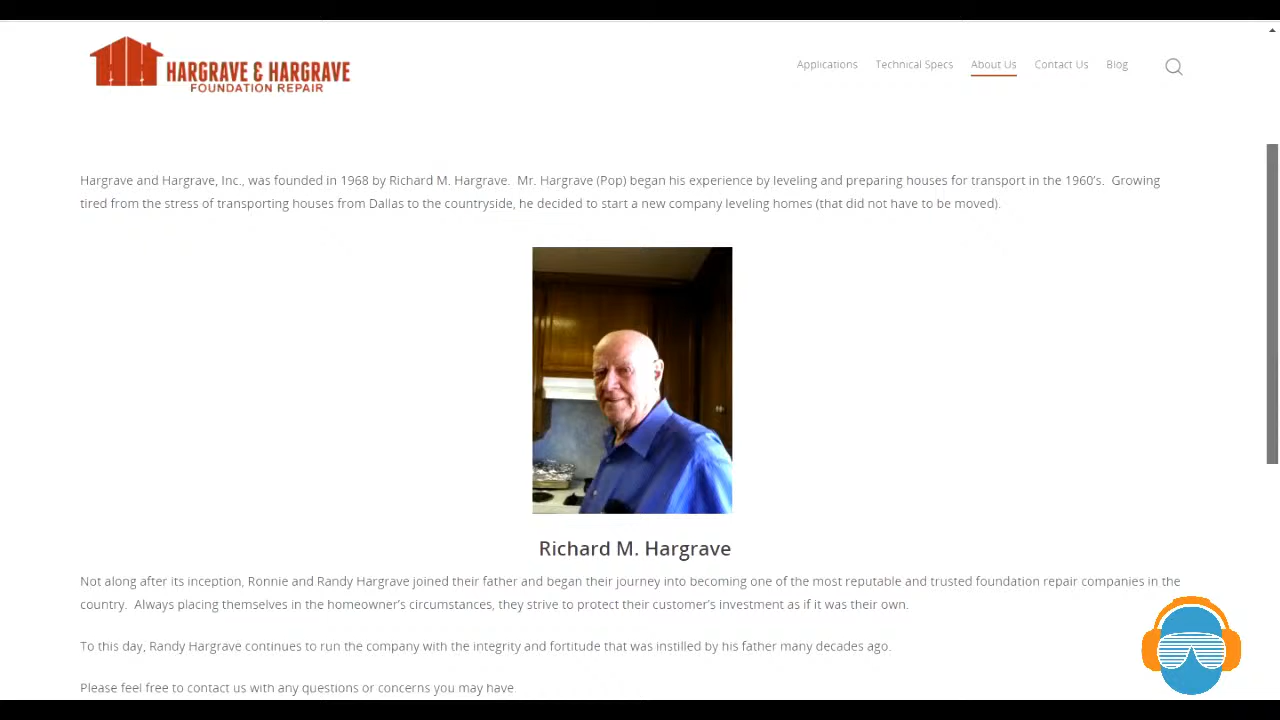 HARGRAVE & HARGRAVE
FOUNDATION REPAIR
Applications
Technical Specs
About Us
Contact Us
Blog
Hargrave and Hargrave, Inc., was founded in 1968 by Richard M. Hargrave. Mr. Hargrave (Pop) began his experience by leveling and preparing houses for transport in the 1960's. Growing
tired from the stress of transporting houses from Dallas to the countryside, he decided to start a new company leveling homes (that did not have to be moved).
Richard M. Hargrave
Not along after its inception, Ronnie and Randy Hargrave joined their father and began their journey into becoming one of the most reputable and trusted foundation repair companies in the
country. Always placing themselves in the homeowner's circumstances, they strive to protect their customer's investment as if it was their own.
To this day, Randy Hargrave continues to run the company with the integrity and fortitude that was instilled by his father many decades ago.
Please feel free to contact us with any questions or concerns you may have.